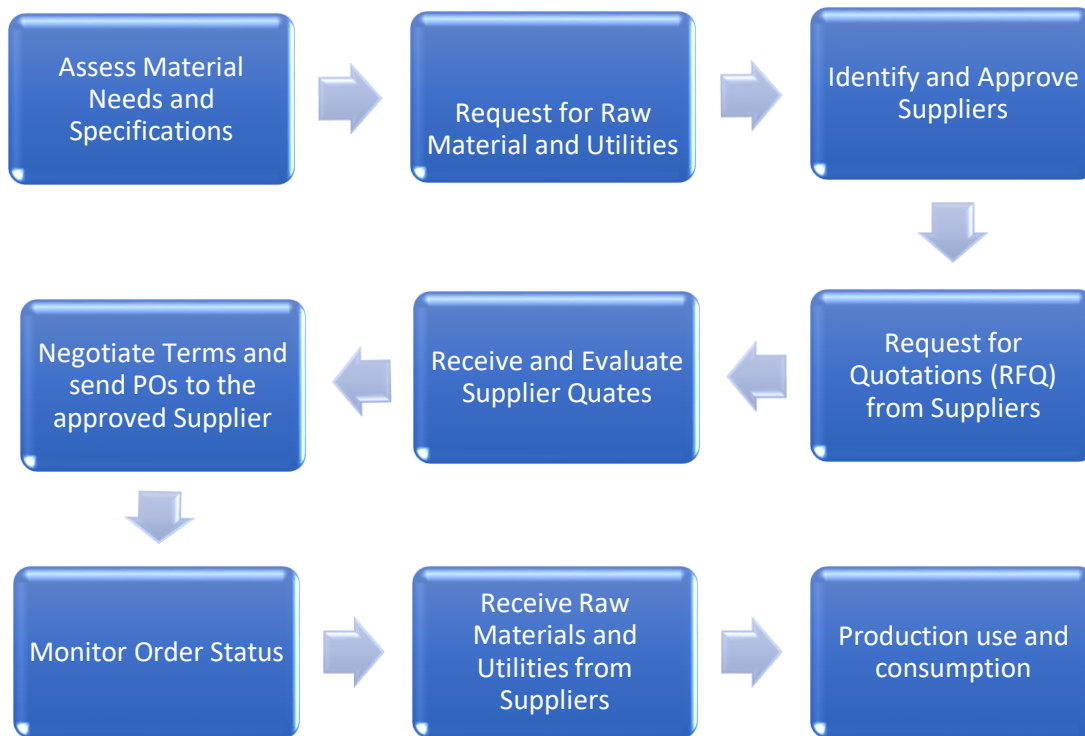 Assess Material
Needs and
Specifications
Request for Raw
Material and Utilities
Identify and Approve
Suppliers
Request for
Quotations (RFQ)
from Suppliers
Receive and Evaluate
Supplier Quates
Negotiate Terms and
send POs to the
approved Supplier
Monitor Order Status
Receive Raw
Materials and
Utilities from
Suppliers
Production use and
consumption